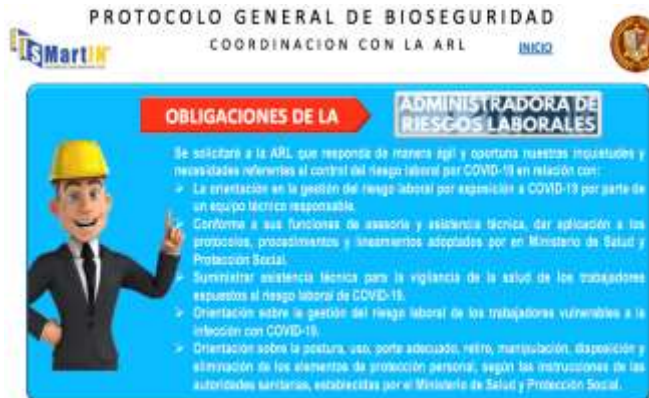 PROTOCOLO GENERAL DE BIOSEGURIDAD
COORDINACION CON LA ARL
INICIO
SMartIN
OBLIGACIONES DE LA
ADMINISTRADORA DE
RIESGOS LABORALES
Se solicitará a la ARL que responda de manera ágil y oportuna nuestras inquietudes y
necesidades referentes al control del riesgo laboral por COVID-19 en relación con:
➢ La orientación en la gestión del riesgo laboral por exposición a COVID-19 por parte de
un equipo técnico responsable.
➢ Conforme a sus funciones de asesoría y asistencia técnica, dar aplicación a los
protocolos, procedimientos y lineamientos adoptados por en Ministerio de Salud y
Protección Social.
➢ Suministrar asistencia técnica para la vigilancia de la salud de los trabajadores
expuestos al riesgo laboral de COVID-19.
➢ Orientación sobre la gestión del riesgo laboral de los trabajadores vulnerables a la
infección con COVID-19.
➢ Orientación sobre la postura, uso, porte adecuado, retiro, manipulación, disposición y
eliminación de los elementos de protección personal, según las instrucciones de las
autoridades sanitarias, establecidas por el Ministerio de Salud y Protección Social.